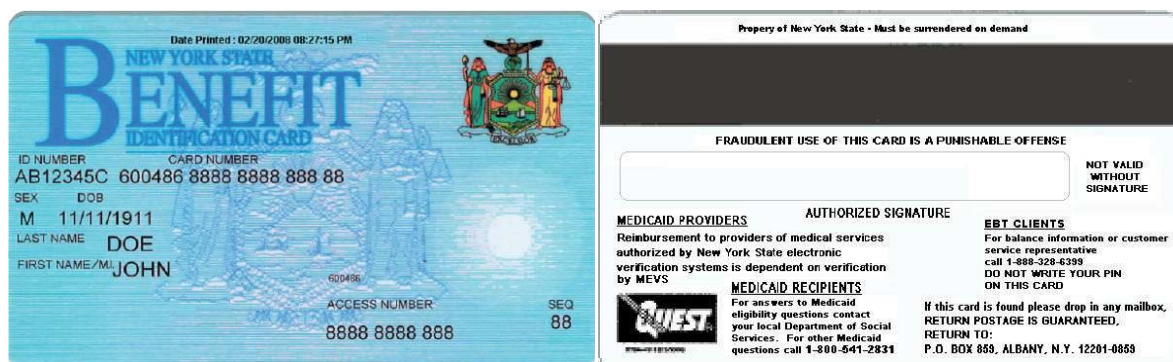 Date Printed : 02/20/2008 08:27:15 PM
NEW YORK STATE
BENEFIT
IDENTIFICATION CARD
ID NUMBER CARD NUMBER
AB12345C 600486 8888 8888 888 88
SEX DOB
M 11/11/1911
LAST NAME DOE
FIRST NAME/M.I. JOHN
600486
ACCESS NUMBER SEQ
8888 8888 888 88
Propery of New York State - Must be surrendered on demand
FRAUDULENT USE OF THIS CARD IS A PUNISHABLE OFFENSE
NOT VALID
WITHOUT
SIGNATURE
AUTHORIZED SIGNATURE
MEDICAID PROVIDERS
Reimbursement to providers of medical services
authorized by New York State electronic
verification systems is dependent on verification
by MEVS
MEDICAID RECIPIENTS
For answers to Medicaid
eligibility questions contact
your local Department of Social
Services. For other Medicaid
questions call 1-800-541-2831
QUEST
EBT CLIENTS
For balance information or customer
service representative
call 1-888-328-6399
DO NOT WRITE YOUR PIN
ON THIS CARD
If this card is found please drop in any mailbox,
RETURN POSTAGE IS GUARANTEED,
RETURN TO:
P.O. BOX 859, ALBANY, N.Y. 12201-0859